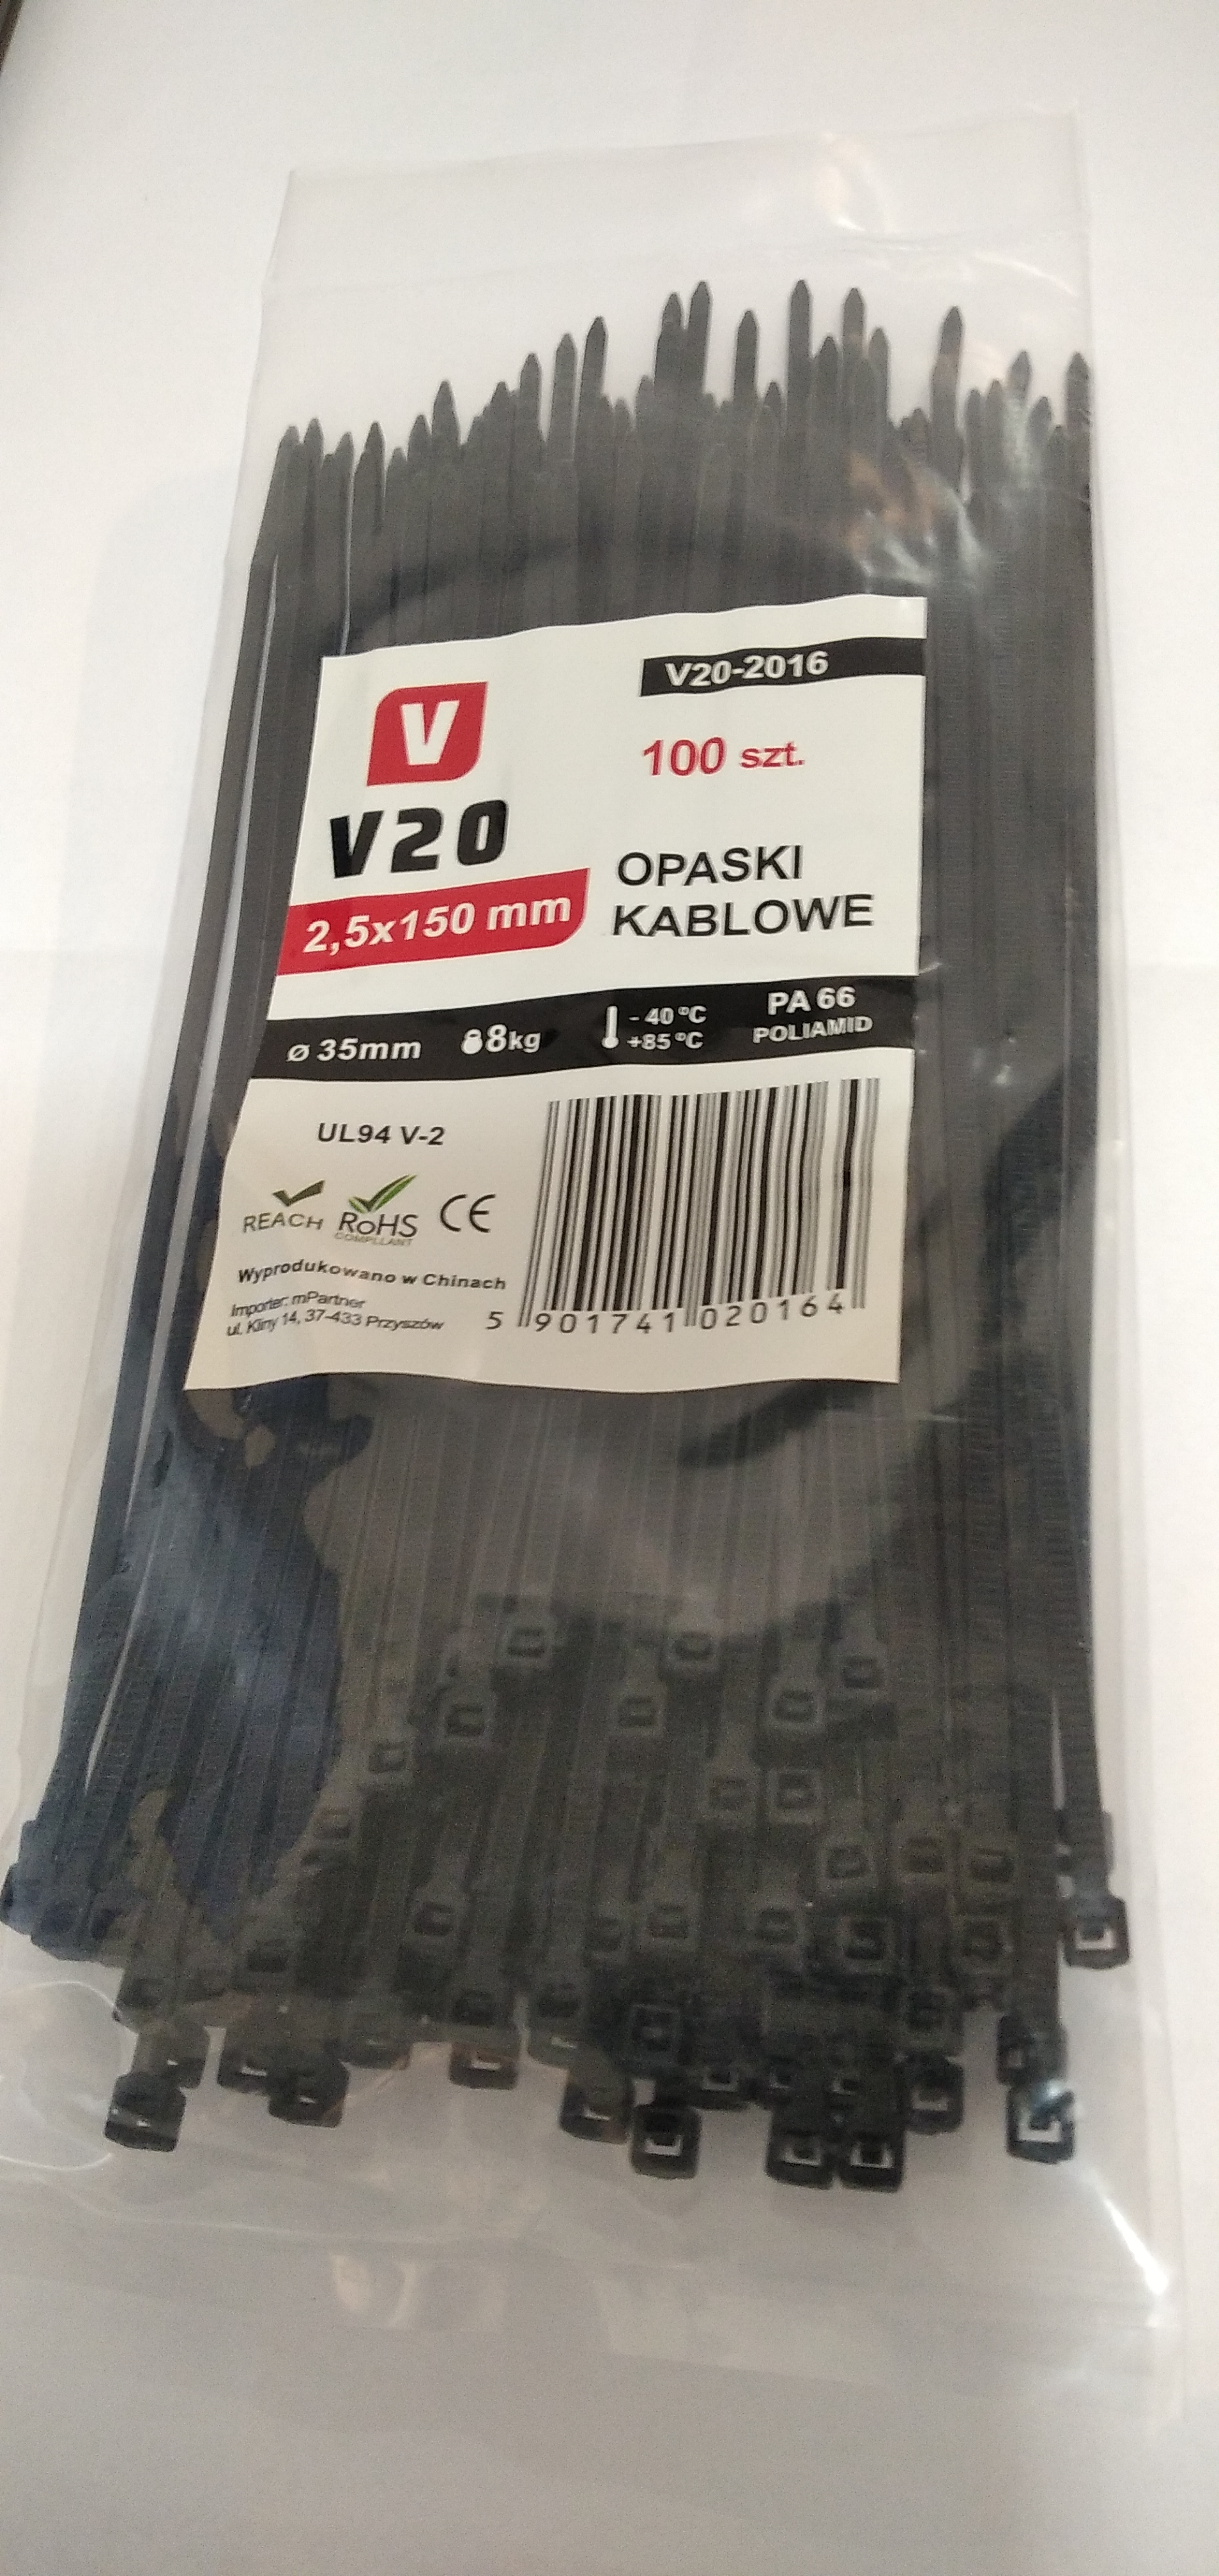 V
V20
2,5x150 mm
V20-2016
100 szt.
OPASKI
KABLOWE
ø 35mm
8kg
- 40 °C
+85 °C
PA 66
POLIAMID
UL94 V-2
REACH
RoHS
COMPLIANT
CE
Wyprodukowano w Chinach
Importer: mPartner
ul. Kliny 14, 37-433 Przyszów
5 901741 020164